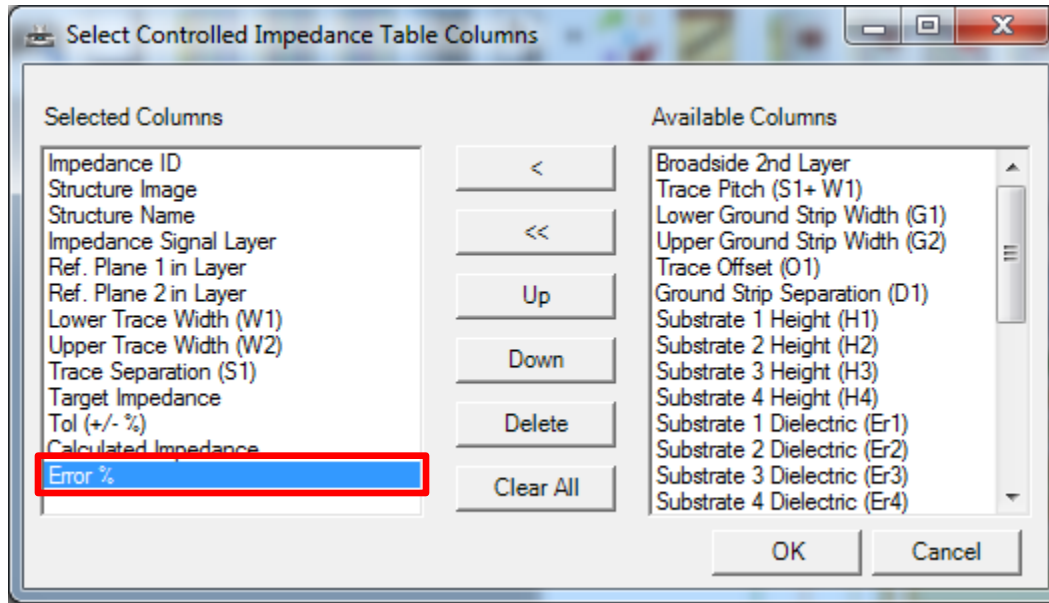 Select Controlled Impedance Table Columns
Selected Columns
Impedance ID
Structure Image
Structure Name
Impedance Signal Layer
Ref. Plane 1 in Layer
Ref. Plane 2 in Layer
Lower Trace Width (W1)
Upper Trace Width (W2)
Trace Separation (S1)
Target Impedance
Tol (+/- %)
Calculated Impedance
Error %
<
<<
Up
Down
Delete
Clear All
Available Columns
Broadside 2nd Layer
Trace Pitch (S1+ W1)
Lower Ground Strip Width (G1)
Upper Ground Strip Width (G2)
Trace Offset (O1)
Ground Strip Separation (D1)
Substrate 1 Height (H1)
Substrate 2 Height (H2)
Substrate 3 Height (H3)
Substrate 4 Height (H4)
Substrate 1 Dielectric (Er1)
Substrate 2 Dielectric (Er2)
Substrate 3 Dielectric (Er3)
Substrate 4 Dielectric (Er4)
OK
Cancel